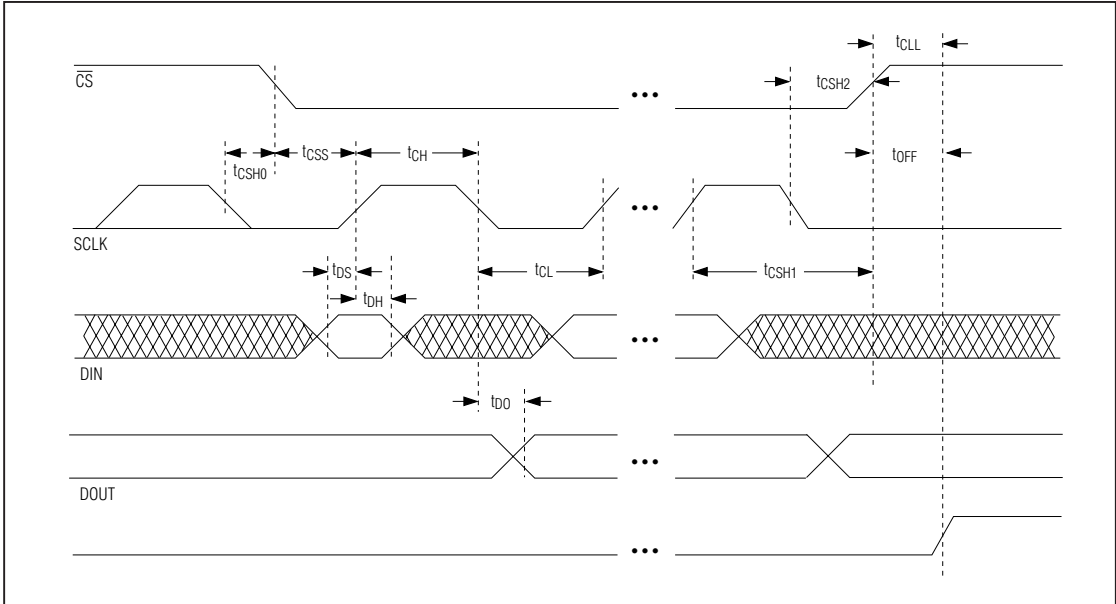 tCLL
CS
tCSH2
•••
tCSS
tCH
tOFF
tCSH0
•••
SCLK
tDS
tCL
tCSH1
tDH
•••
DIN
tDO
•••
DOUT
•••